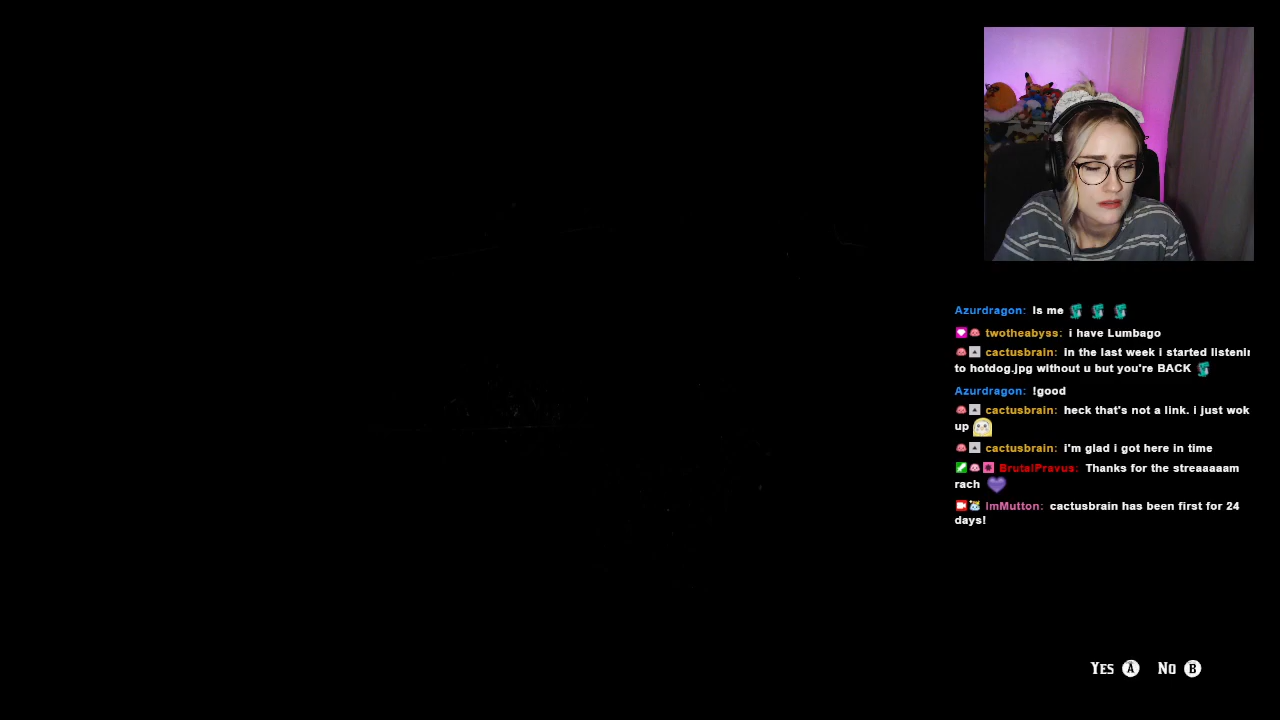 Azurdragon: Is me
twotheabyss: i have Lumbago
cactusbrain: in the last week i started listenin
to hotdog.jpg without u but you're BACK
Azurdragon: !good
cactusbrain: heck that's not a link. i just wok
up
cactusbrain: i'm glad i got here in time
BrutalPravus: Thanks for the streaaaaam
rach
ImMutton: cactusbrain has been first for 24
days!
YES A NO B